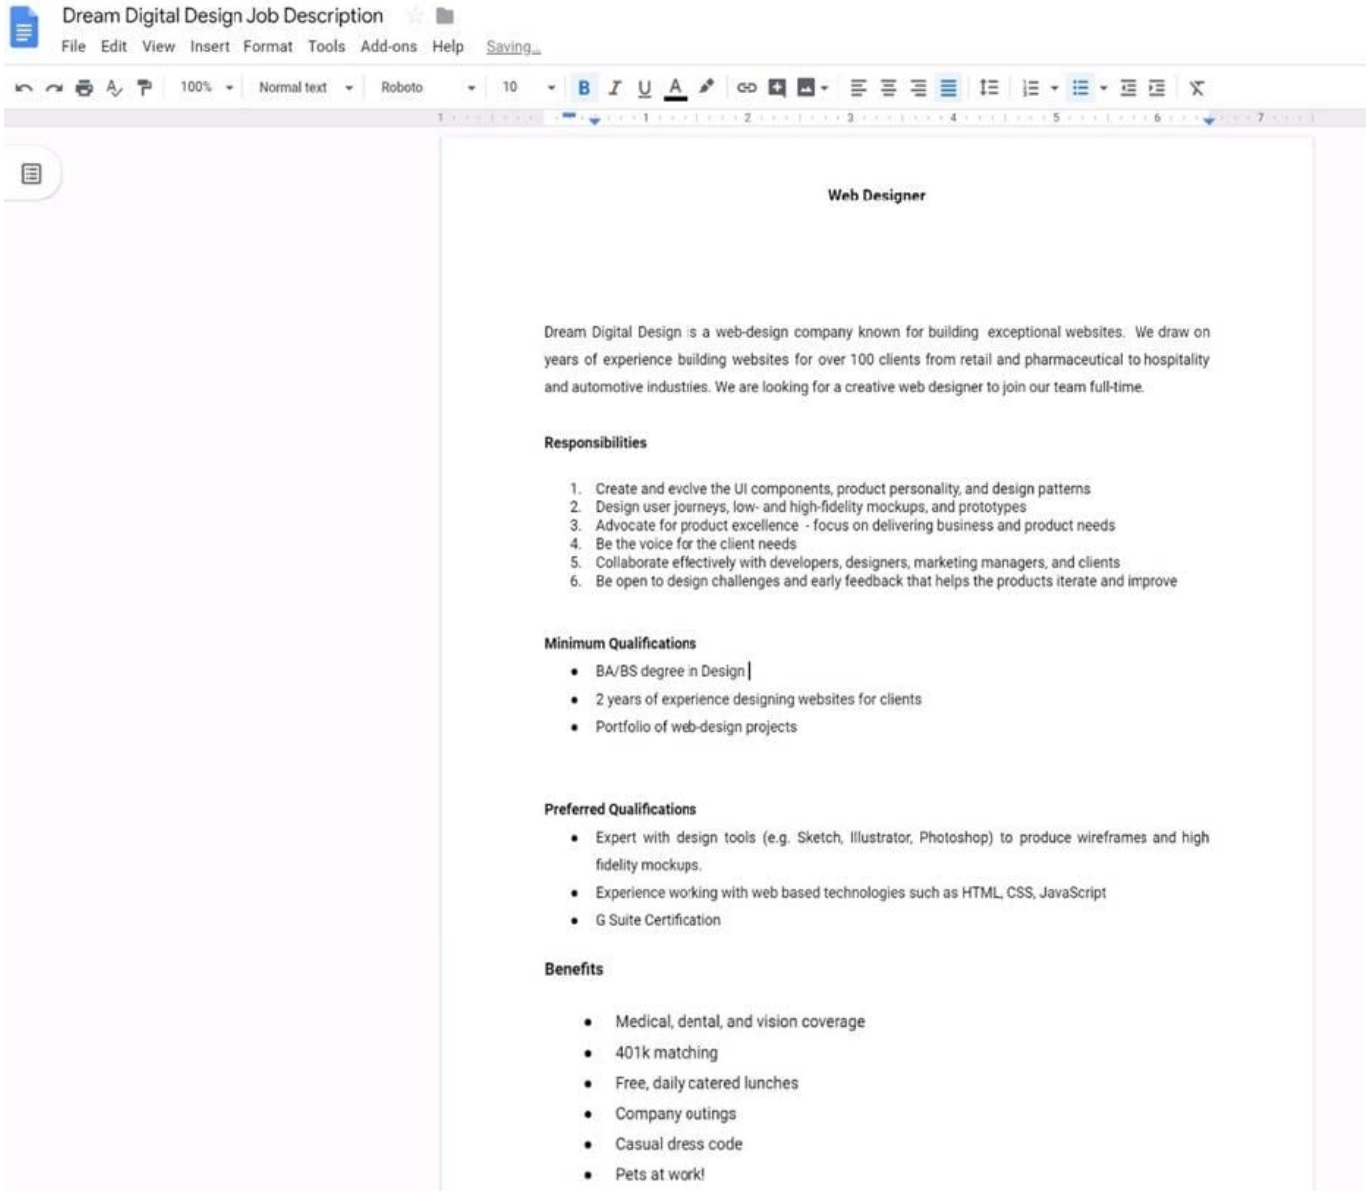 Dream Digital Design Job Description
File Edit View Insert Format Tools Add-ons Help Saving...
100% Normal text Roboto 10 B I U A
1 1 2 3 4 5 6 7
Web Designer
Dream Digital Design is a web-design company known for building exceptional websites. We draw on
years of experience building websites for over 100 clients from retail and pharmaceutical to hospitality
and automotive industries. We are looking for a creative web designer to join our team full-time.
Responsibilities
1. Create and evolve the UI components, product personality, and design patterns
2. Design user journeys, low- and high-fidelity mockups, and prototypes
3. Advocate for product excellence - focus on delivering business and product needs
4. Be the voice for the client needs
5. Collaborate effectively with developers, designers, marketing managers, and clients
6. Be open to design challenges and early feedback that helps the products iterate and improve
Minimum Qualifications
• BA/BS degree in Design
• 2 years of experience designing websites for clients
• Portfolio of web-design projects
Preferred Qualifications
• Expert with design tools (e.g. Sketch, Illustrator, Photoshop) to produce wireframes and high
fidelity mockups.
• Experience working with web based technologies such as HTML, CSS, JavaScript
• G Suite Certification
Benefits
• Medical, dental, and vision coverage
• 401k matching
• Free, daily catered lunches
• Company outings
• Casual dress code
• Pets at work!